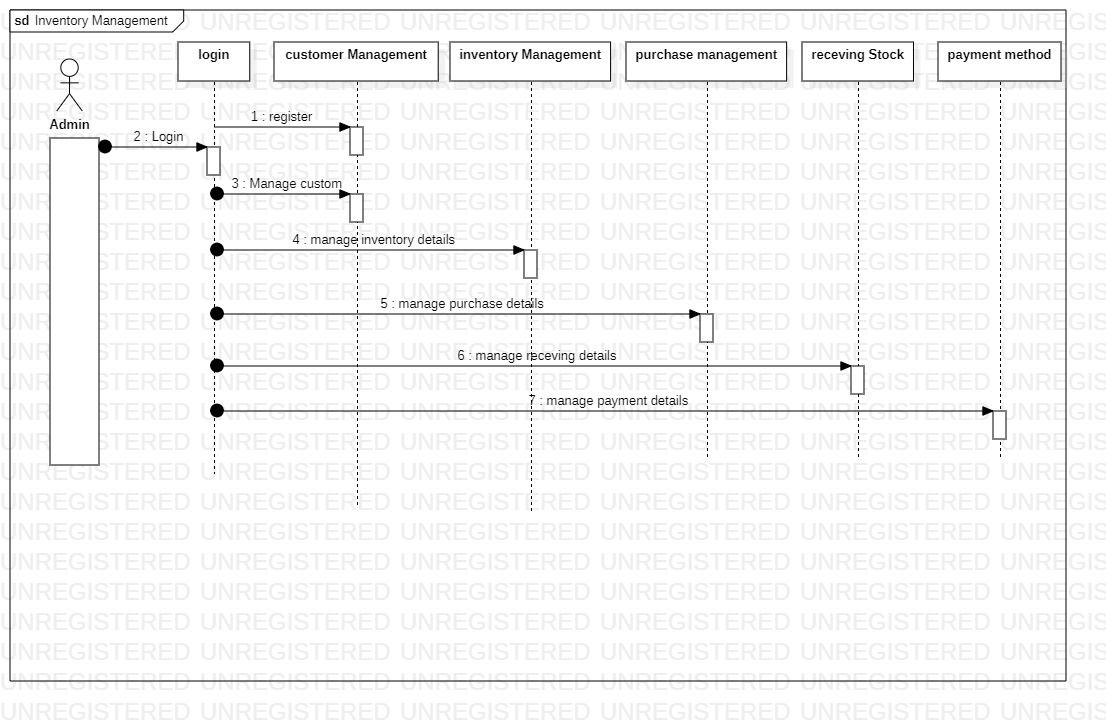 sd Inventory Management
login
customer Management
inventory Management
purchase management
receving Stock
payment method
Admin
1 : register
2 : Login
3 : Manage custom
4 : manage inventory details
5 : manage purchase details
6 : manage receving details
7 : manage payment details
UNREGISTERED UNREGISTERED UNREGISTERED UNREGISTERED UNREGISTERED